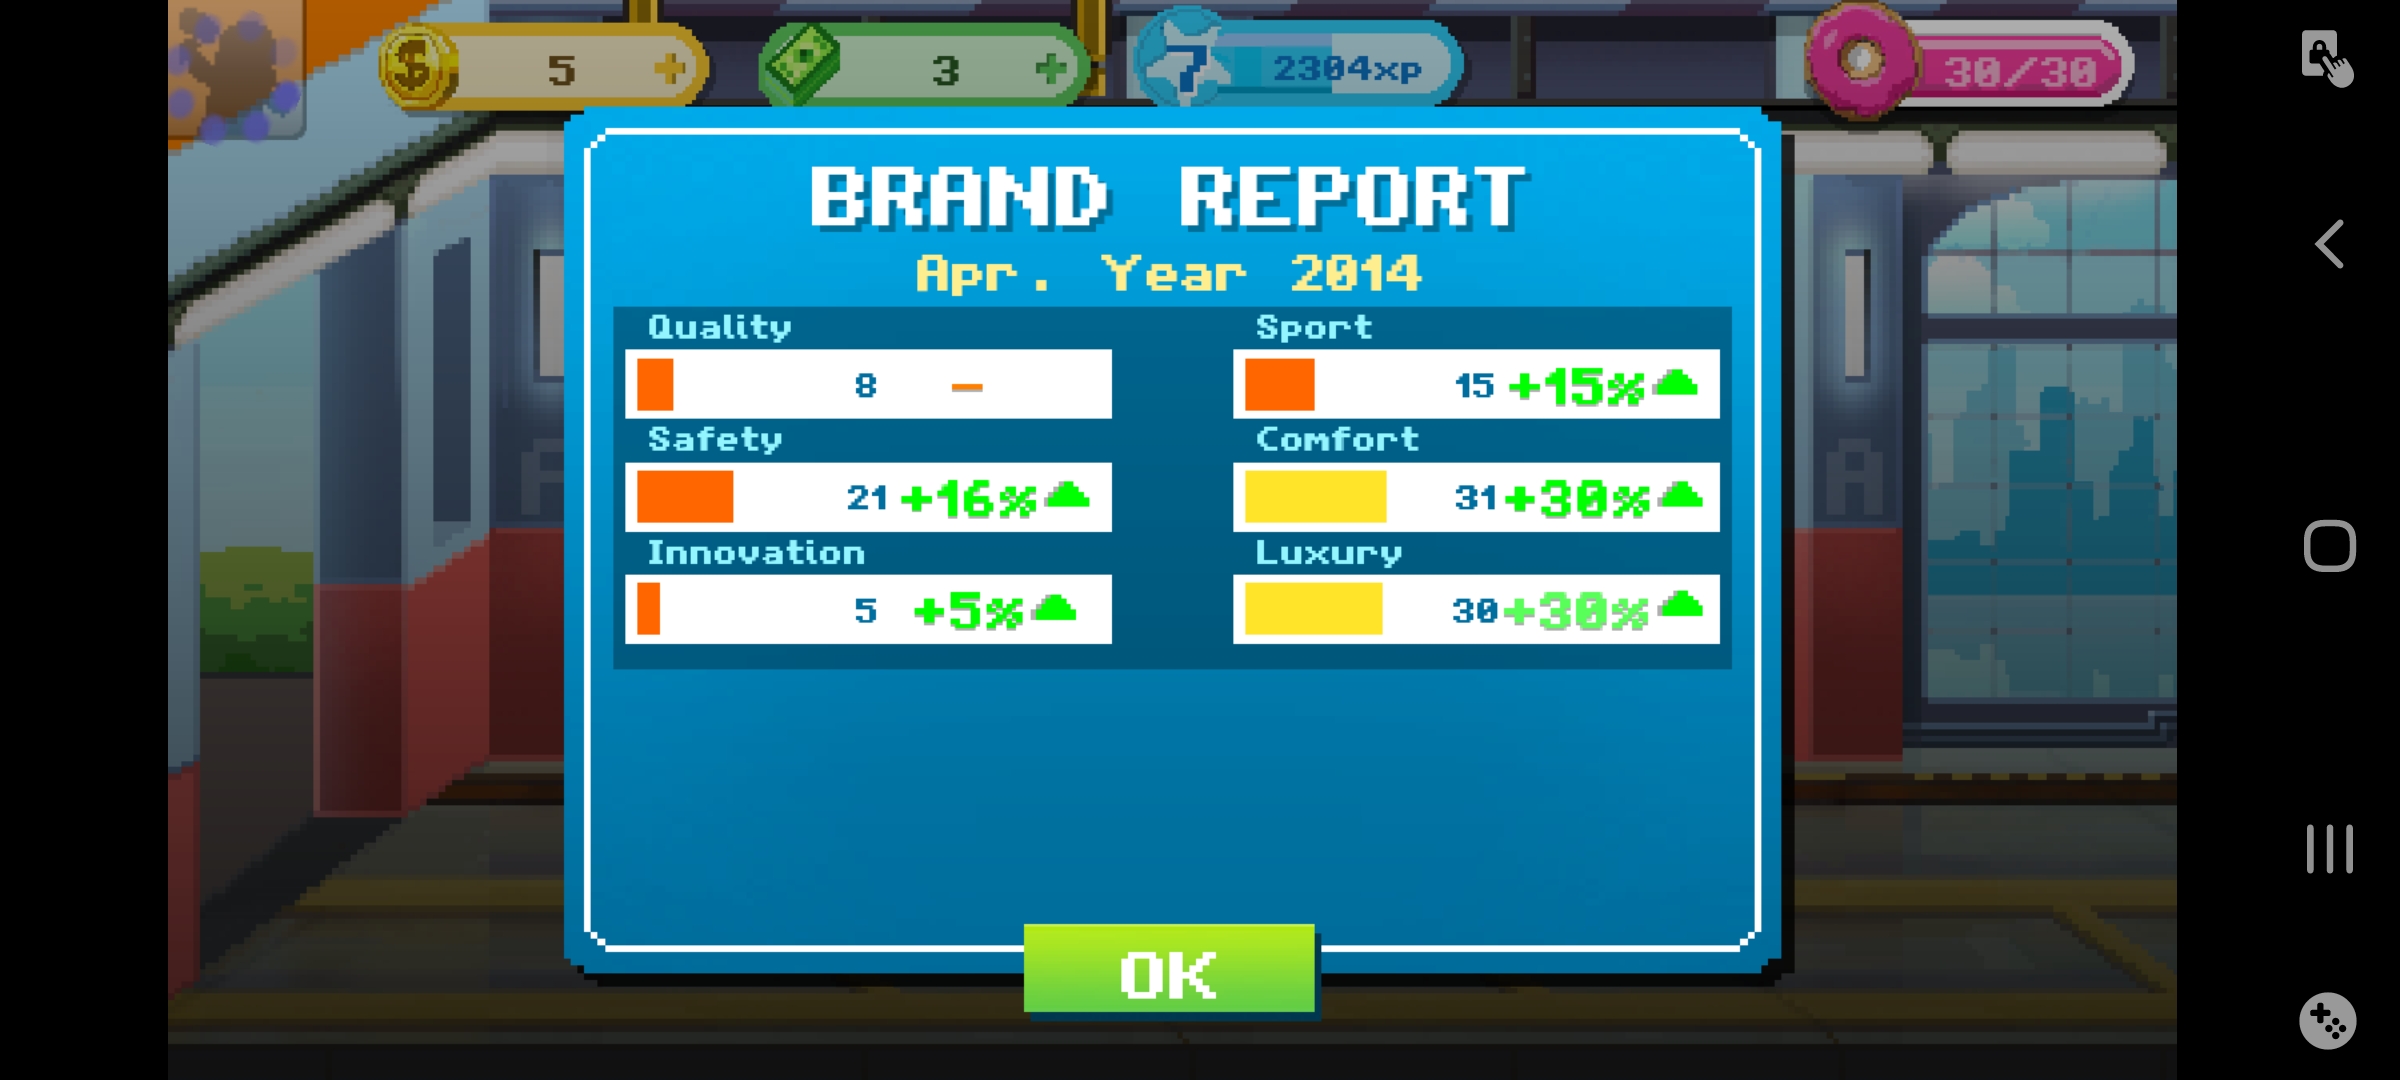 $ 5 + 3 + 7 2304xp 30/30
BRAND REPORT
Apr. Year 2014
Quality
8 -
Sport
15 +15%
Safety
21 +16%
Comfort
31 +30%
Innovation
5 +5%
Luxury
30 +30%
A
A
OK